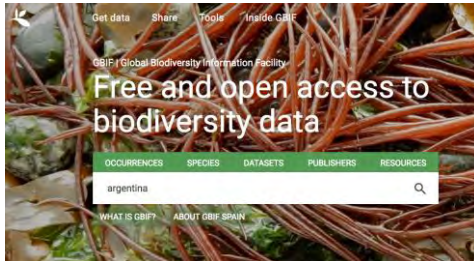 Get data Share Tools Inside GBIF
GBIF | Global Biodiversity Information Facility
Free and open access to
biodiversity data
OCCURRENCES SPECIES DATASETS PUBLISHERS RESOURCES
argentina
WHAT IS GBIF? ABOUT GBIF SPAIN